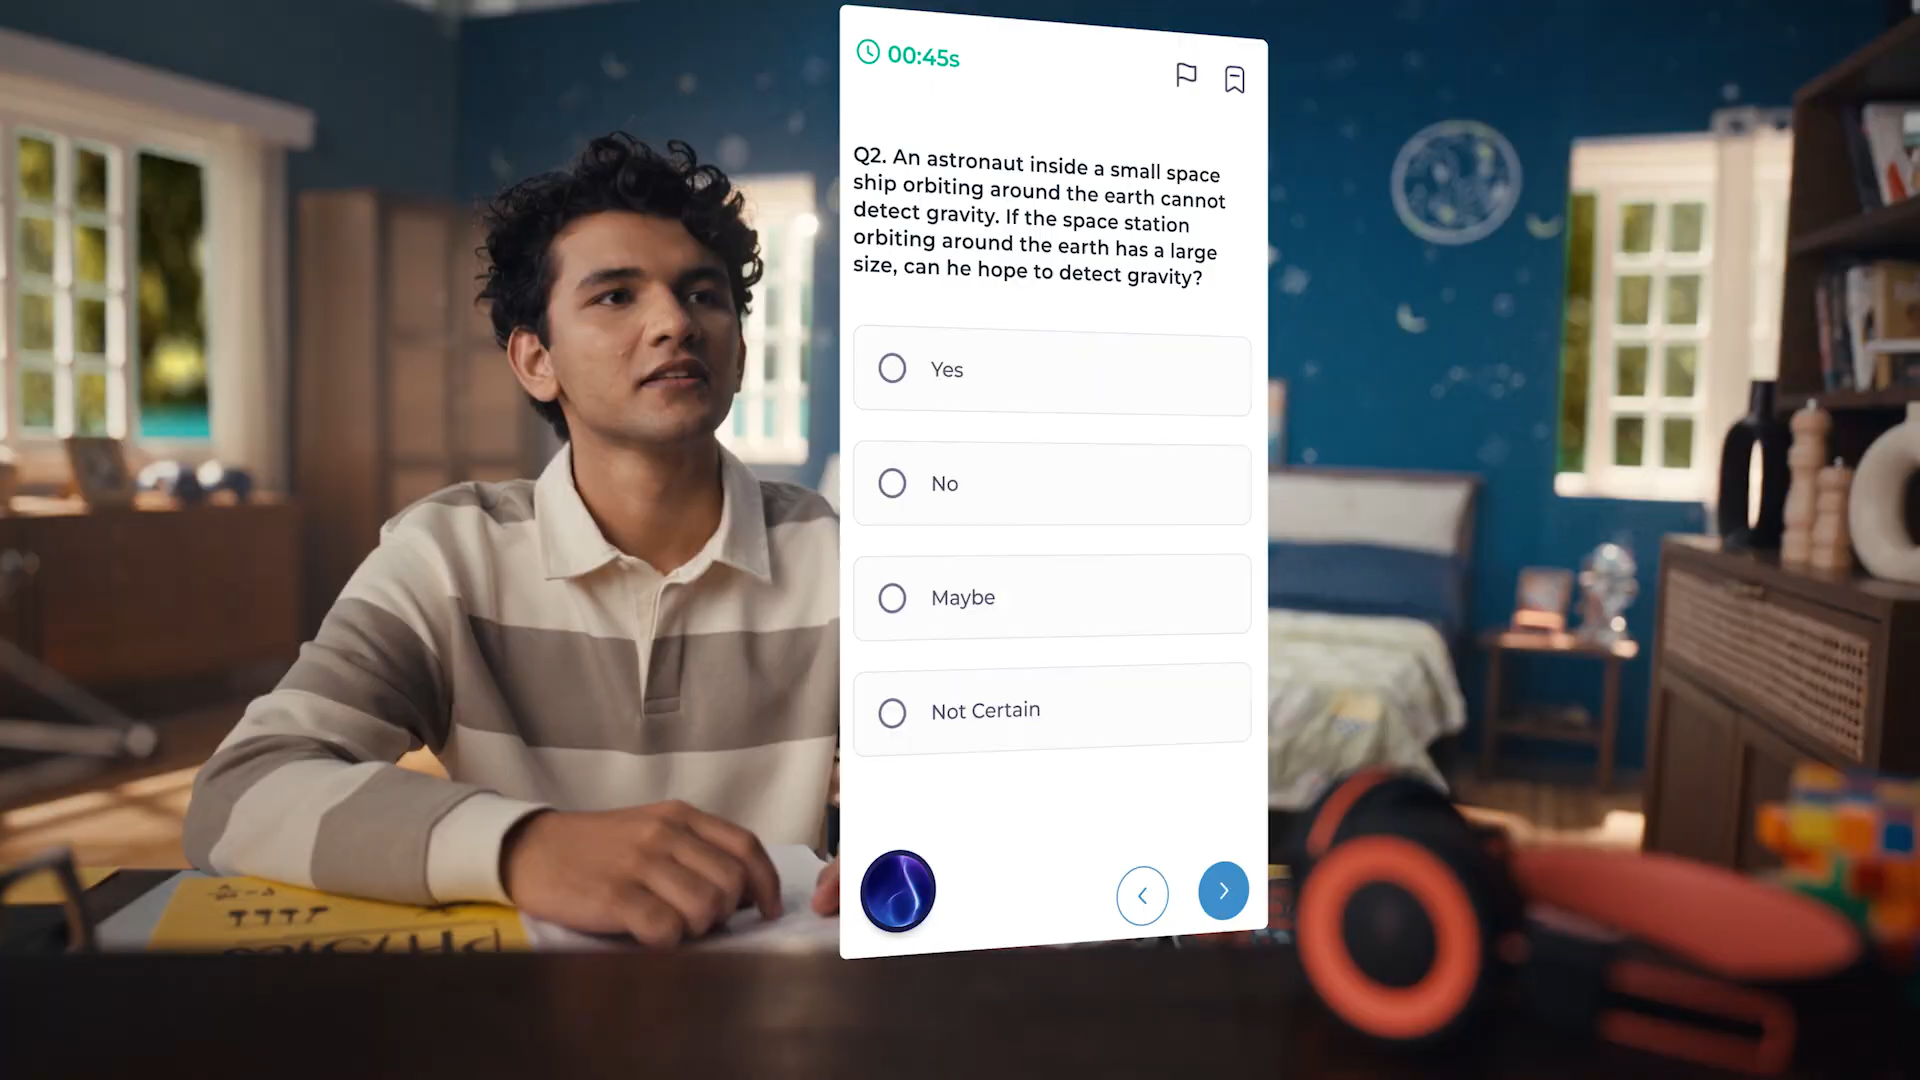 00:45s
Q2. An astronaut inside a small space
ship orbiting around the earth cannot
detect gravity. If the space station
orbiting around the earth has a large
size, can he hope to detect gravity?
Yes
No
Maybe
Not Certain